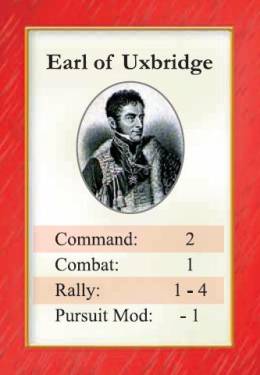 Earl of Uxbridge
Command: 2
Combat: 1
Rally: 1 - 4
Pursuit Mod: - 1